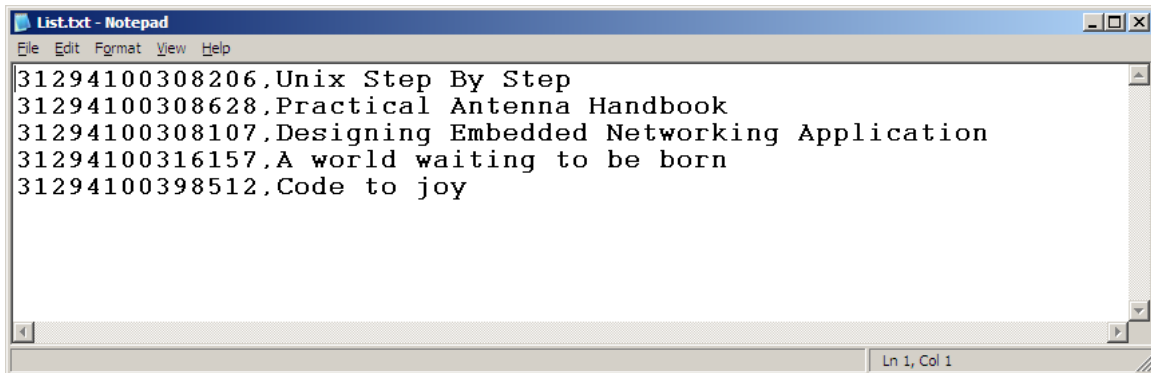 List.txt - Notepad
File Edit Format View Help
31294100308206,Unix Step By Step
31294100308628,Practical Antenna Handbook
31294100308107,Designing Embedded Networking Application
31294100316157,A world waiting to be born
31294100398512,Code to joy
Ln 1, Col 1